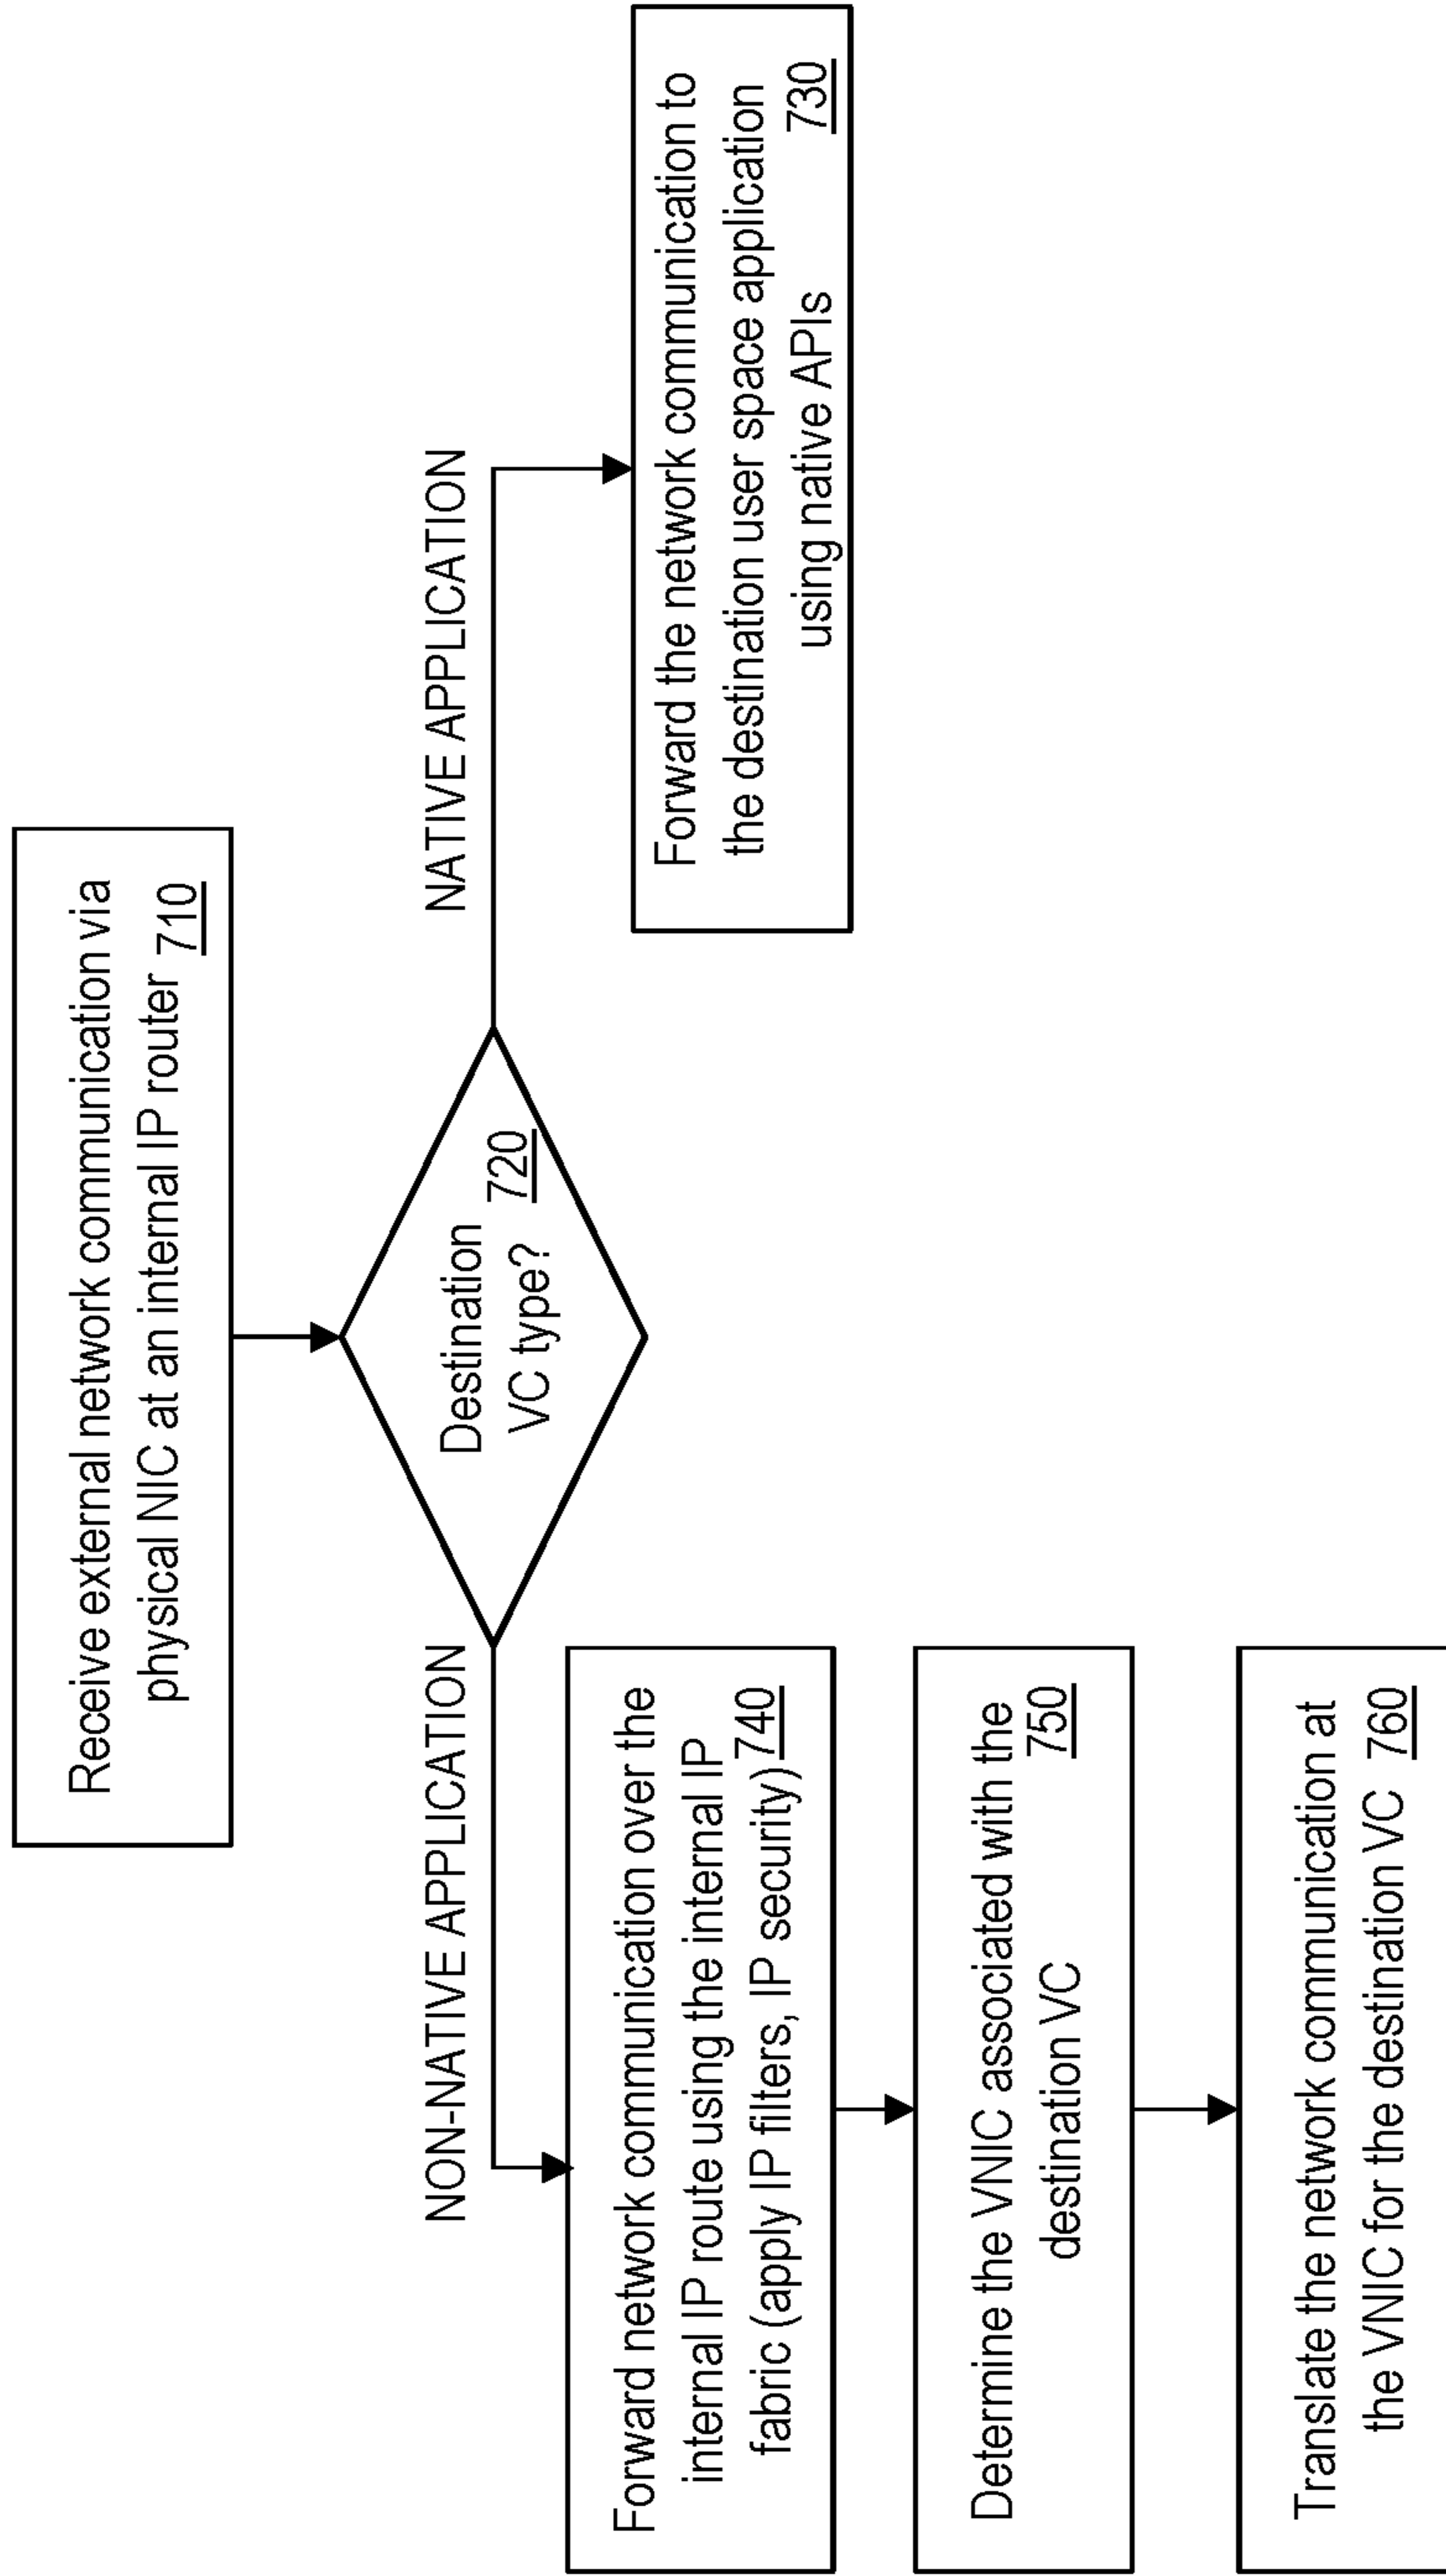 Receive external network communication via
physical NIC at an internal IP router 710
Destination
VC type? 720
NON-NATIVE APPLICATION
NATIVE APPLICATION
Forward network communication over the
internal IP route using the internal IP
fabric (apply IP filters, IP security) 740
Determine the VNIC associated with the
destination VC 750
Translate the network communication at
the VNIC for the destination VC 760
Forward the network communication to
the destination user space application
using native APIs 730